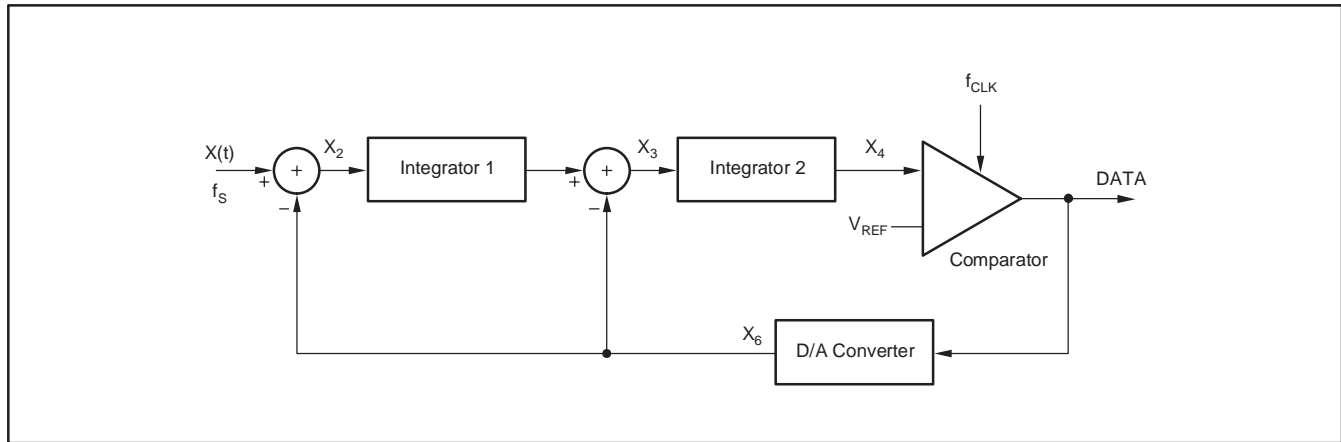 f_CLK
X(t)
X_2
Integrator 1
X_3
Integrator 2
X_4
+
+
+
+
DATA
f_S
–
–
V_REF
Comparator
X_6
D/A Converter